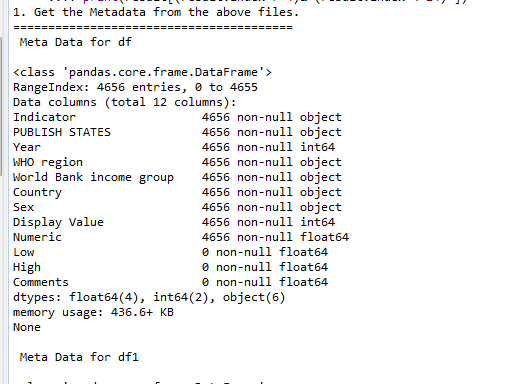 1. Get the Metadata from the above files.
========================================
Meta Data for df
<class 'pandas.core.frame.DataFrame'>
RangeIndex: 4656 entries, 0 to 4655
Data columns (total 12 columns):
Indicator 4656 non-null object
PUBLISH STATES 4656 non-null object
Year 4656 non-null int64
WHO region 4656 non-null object
World Bank income group 4656 non-null object
Country 4656 non-null object
Sex 4656 non-null object
Display Value 4656 non-null int64
Numeric 4656 non-null float64
Low 0 non-null float64
High 0 non-null float64
Comments 0 non-null float64
dtypes: float64(4), int64(2), object(6)
memory usage: 436.6+ KB
None
Meta Data for df1